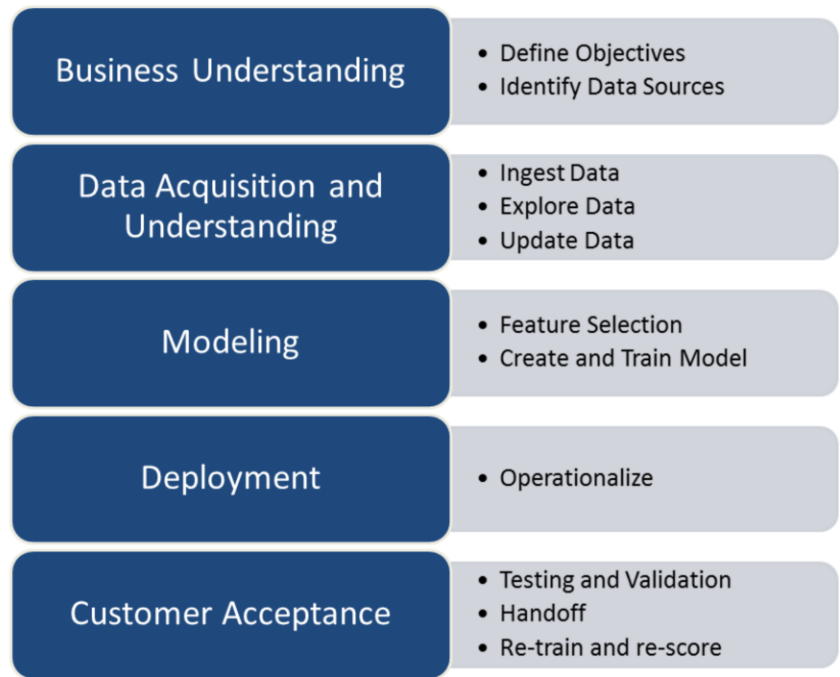 Business Understanding
• Define Objectives
• Identify Data Sources
Data Acquisition and
Understanding
• Ingest Data
• Explore Data
• Update Data
Modeling
• Feature Selection
• Create and Train Model
Deployment
• Operationalize
Customer Acceptance
• Testing and Validation
• Handoff
• Re-train and re-score